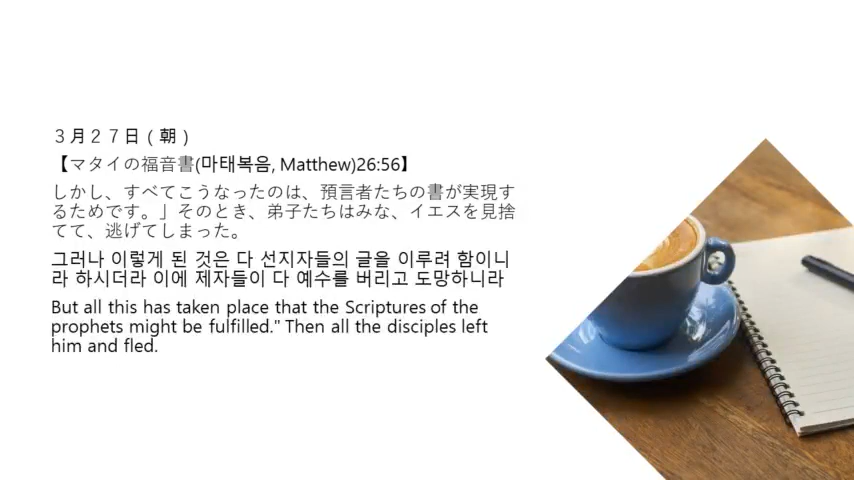 ３月２７日（朝）
【マタイの福音書(마태복음, Matthew)26:56】
しかし、すべてこうなったのは、預言者たちの書が実現す
るためです。」そのとき、弟子たちはみな、イエスを見捨
てて、逃げてしまった。
그러나 이렇게 된 것은 다 선지자들의 글을 이루려 함이니
라 하시더라 이에 제자들이 다 예수를 버리고 도망하니라
But all this has taken place that the Scriptures of the
prophets might be fulfilled." Then all the disciples left
him and fled.